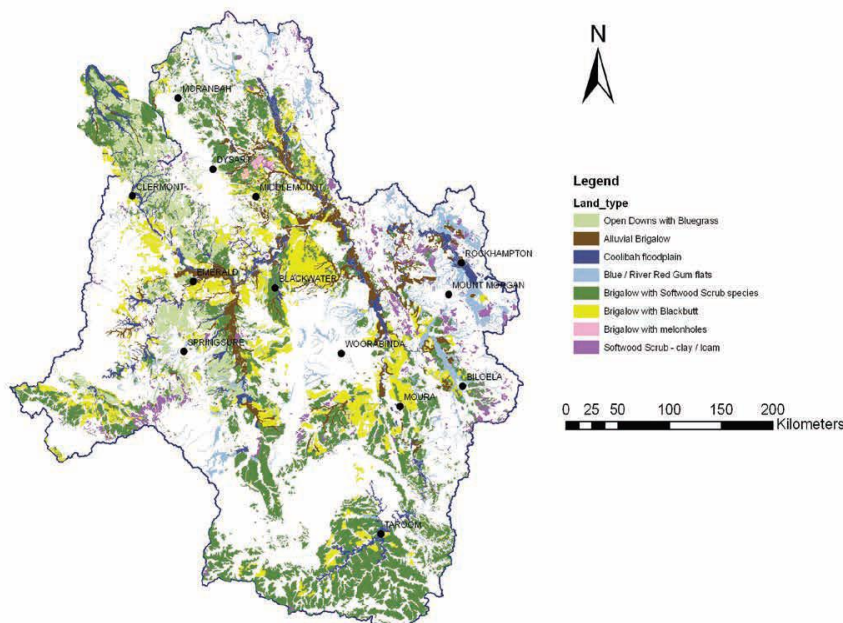 N
MORANBAH
DYSART
CLERMONT
MIDDLEMOUNT
ROCKHAMPTON
EMERALD
BLACKWATER
MOUNT MORGAN
SPRINGSURE
WOORABINDA
BILOELA
MOURA
TAROOM
Legend
Land_type
Open Downs with Bluegrass
Alluvial Brigalow
Coolibah floodplain
Blue / River Red Gum flats
Brigalow with Softwood Scrub species
Brigalow with Blackbutt
Brigalow with melonholes
Softwood Scrub - clay / loam
0 25 50 100 150 200
Kilometers